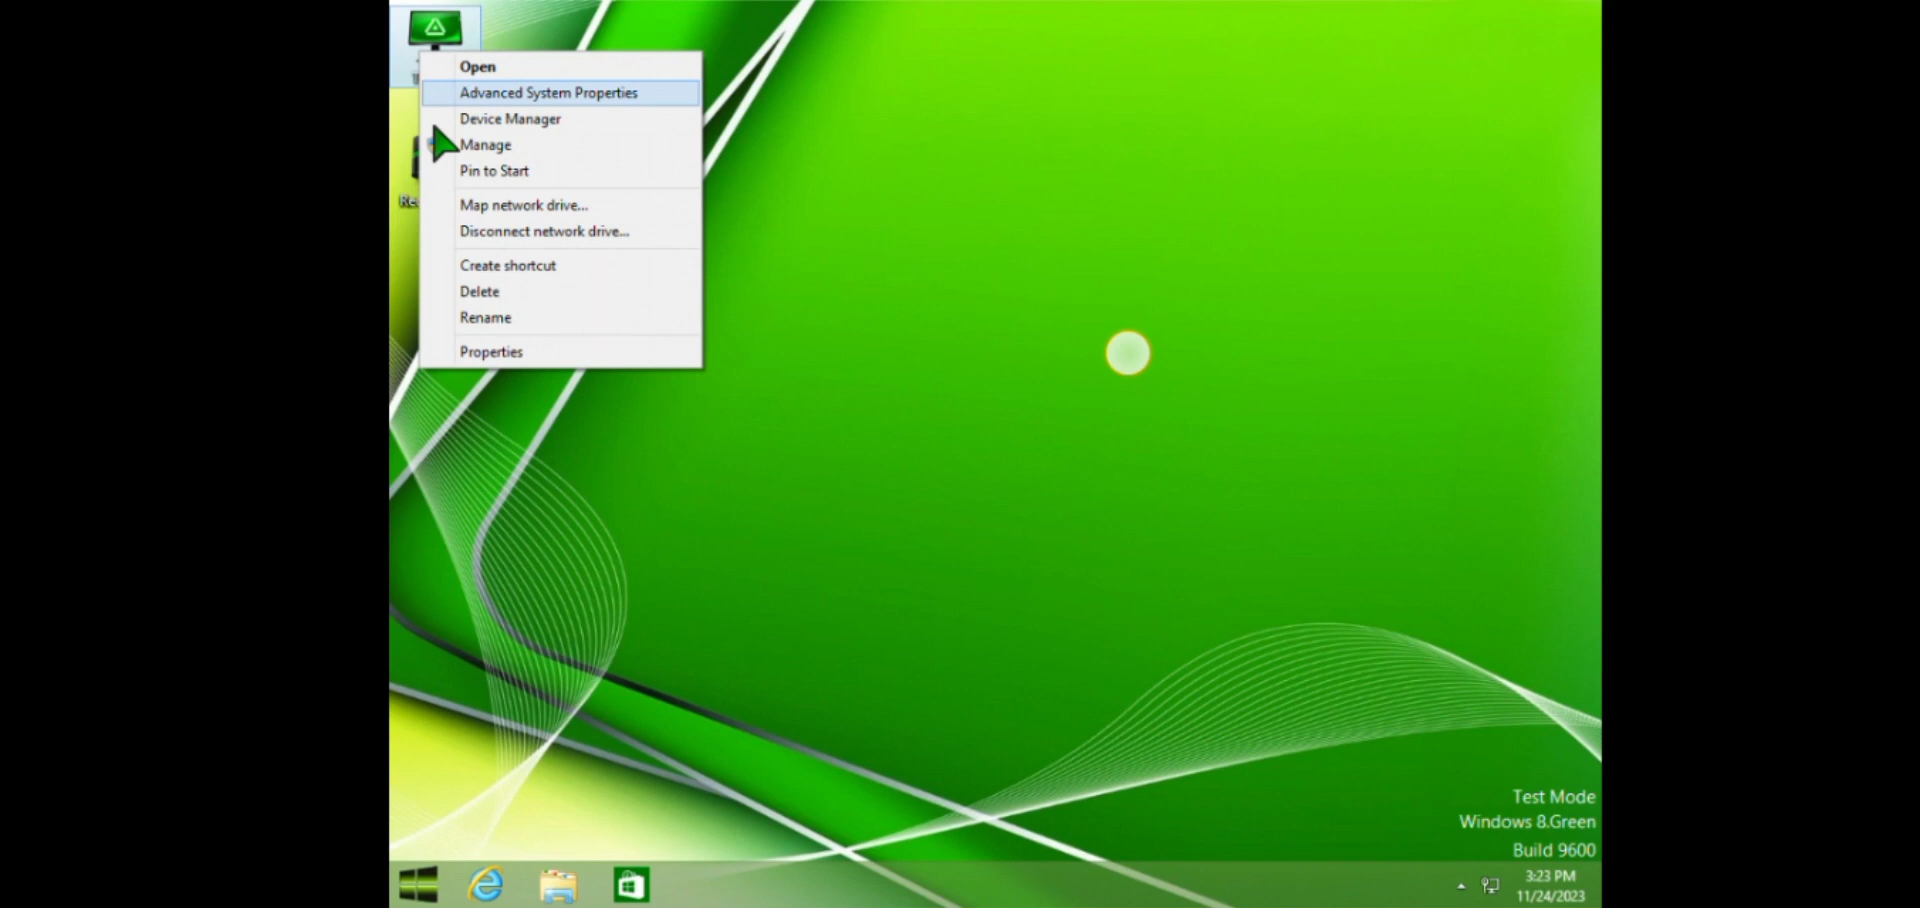 Open
Advanced System Properties
Device Manager
Manage
Pin to Start
Map network drive...
Disconnect network drive...
Create shortcut
Delete
Rename
Properties
Test Mode
Windows 8.Green
Build 9600
3:23 PM
11/24/2023